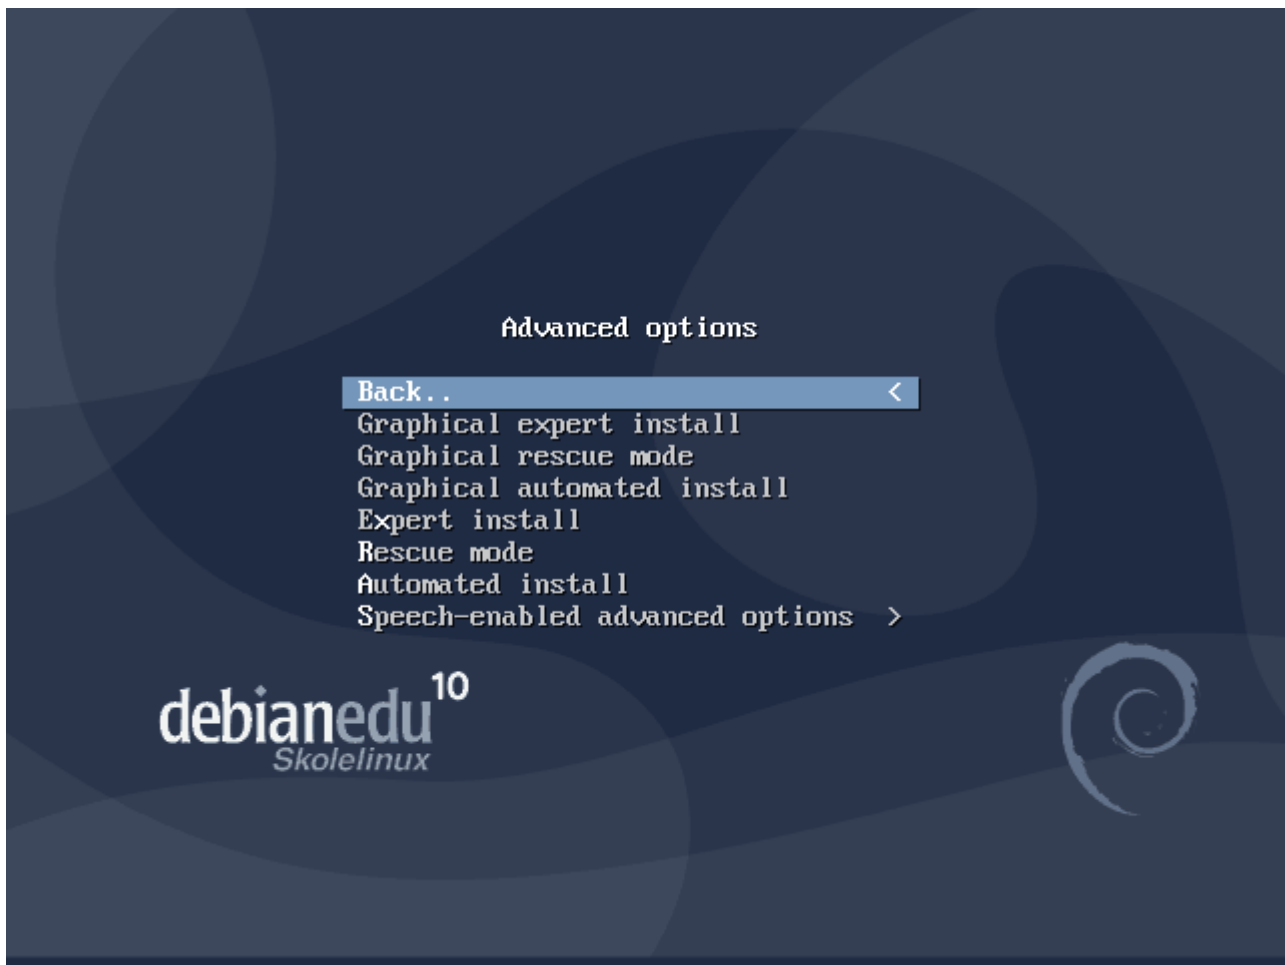 Advanced options
Back.. <
Graphical expert install
Graphical rescue mode
Graphical automated install
Expert install
Rescue mode
Automated install
Speech-enabled advanced options >
debianedu 10
Skolelinux